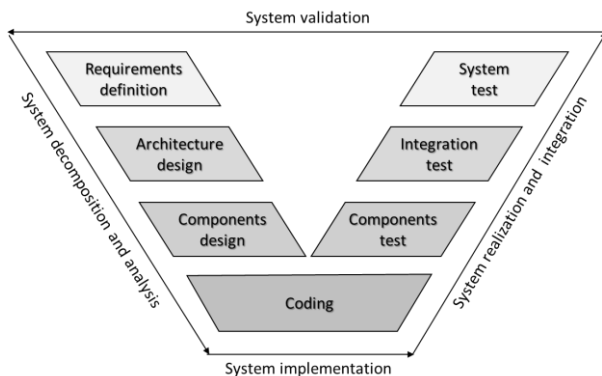 System validation
Requirements
definition
System
test
Architecture
design
Integration
test
Components
design
Components
test
Coding
System decomposition and analysis
System realization and integration
System implementation